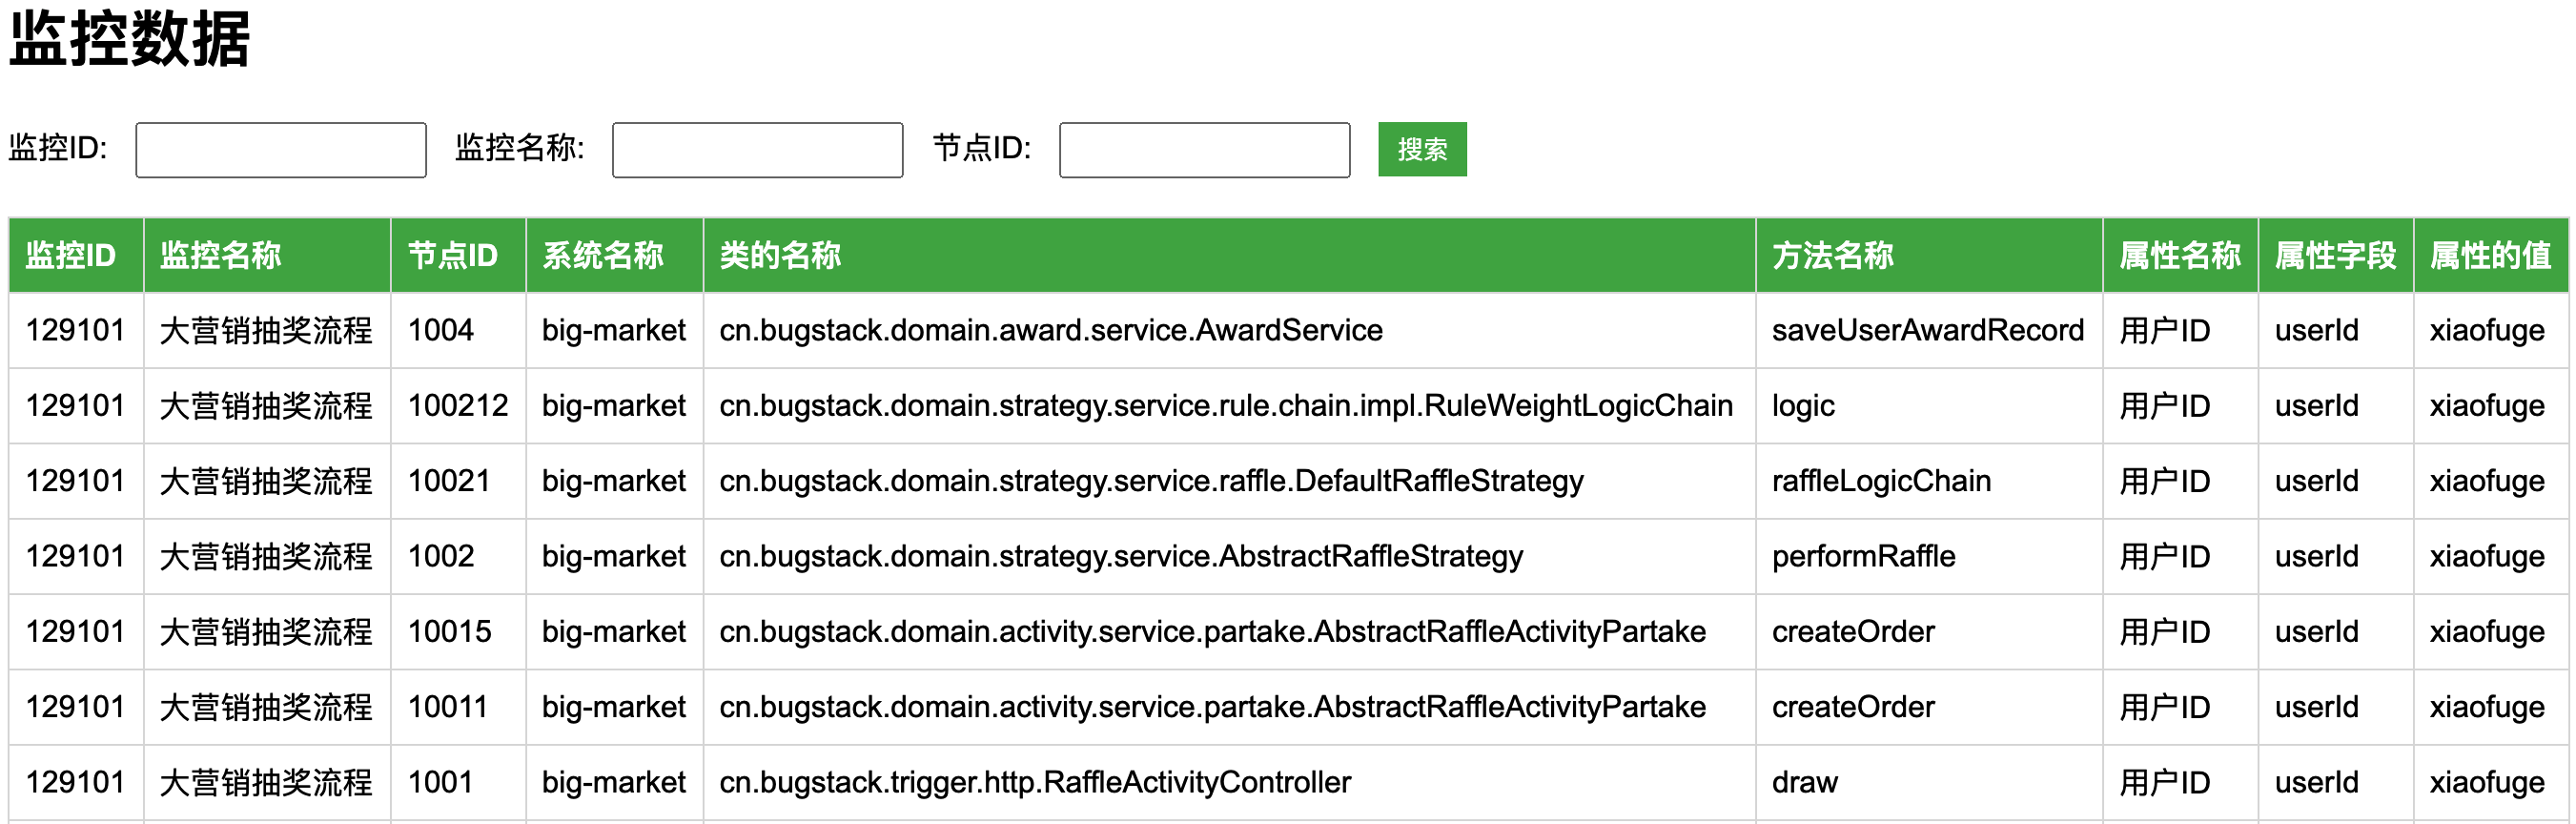 监控数据
监控ID: 监控名称: 节点ID: 搜索
监控ID 监控名称 节点ID 系统名称 类的名称 方法名称 属性名称 属性字段 属性的值
129101 大营销抽奖流程 1004 big-market cn.bugstack.domain.award.service.AwardService saveUserAwardRecord 用户ID userId xiaofuge
129101 大营销抽奖流程 100212 big-market cn.bugstack.domain.strategy.service.rule.chain.impl.RuleWeightLogicChain logic 用户ID userId xiaofuge
129101 大营销抽奖流程 10021 big-market cn.bugstack.domain.strategy.service.raffle.DefaultRaffleStrategy raffleLogicChain 用户ID userId xiaofuge
129101 大营销抽奖流程 1002 big-market cn.bugstack.domain.strategy.service.AbstractRaffleStrategy performRaffle 用户ID userId xiaofuge
129101 大营销抽奖流程 10015 big-market cn.bugstack.domain.activity.service.partake.AbstractRaffleActivityPartake createOrder 用户ID userId xiaofuge
129101 大营销抽奖流程 10011 big-market cn.bugstack.domain.activity.service.partake.AbstractRaffleActivityPartake createOrder 用户ID userId xiaofuge
129101 大营销抽奖流程 1001 big-market cn.bugstack.trigger.http.RaffleActivityController draw 用户ID userId xiaofuge